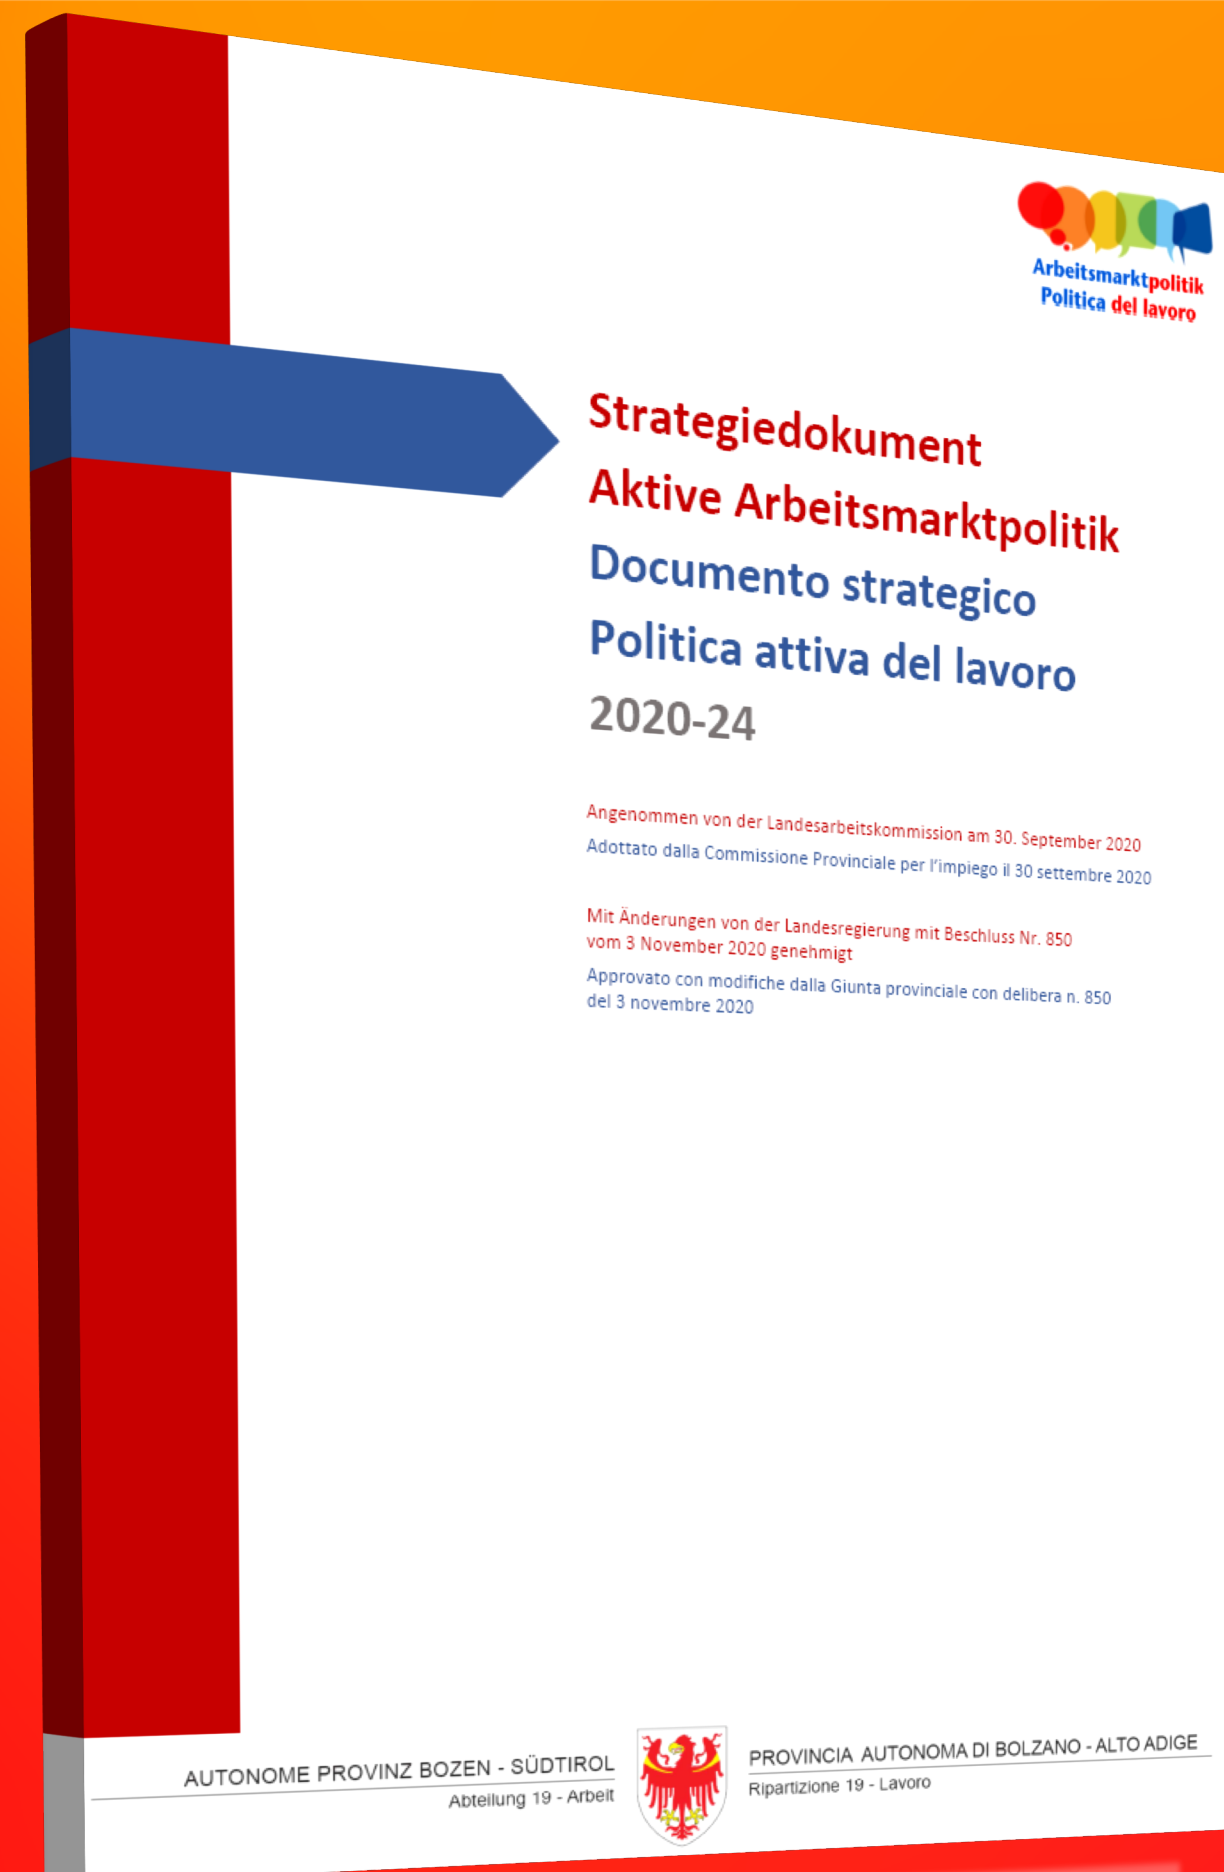 Arbeitsmarktpolitik
Politica del lavoro
Strategiedokument
Aktive Arbeitsmarktpolitik
Documento strategico
Politica attiva del lavoro
2020-24
Angenommen von der Landesarbeitskommission am 30. September 2020
Adottato dalla Commissione Provinciale per l'impiego il 30 settembre 2020
Mit Änderungen von der Landesregierung mit Beschluss Nr. 850
vom 3 November 2020 genehmigt
Approvato con modifiche dalla Giunta provinciale con delibera n. 850
del 3 novembre 2020
AUTONOME PROVINZ BOZEN - SÜDTIROL
Abteilung 19 - Arbeit
PROVINCIA AUTONOMA DI BOLZANO - ALTO ADIGE
Ripartizione 19 - Lavoro